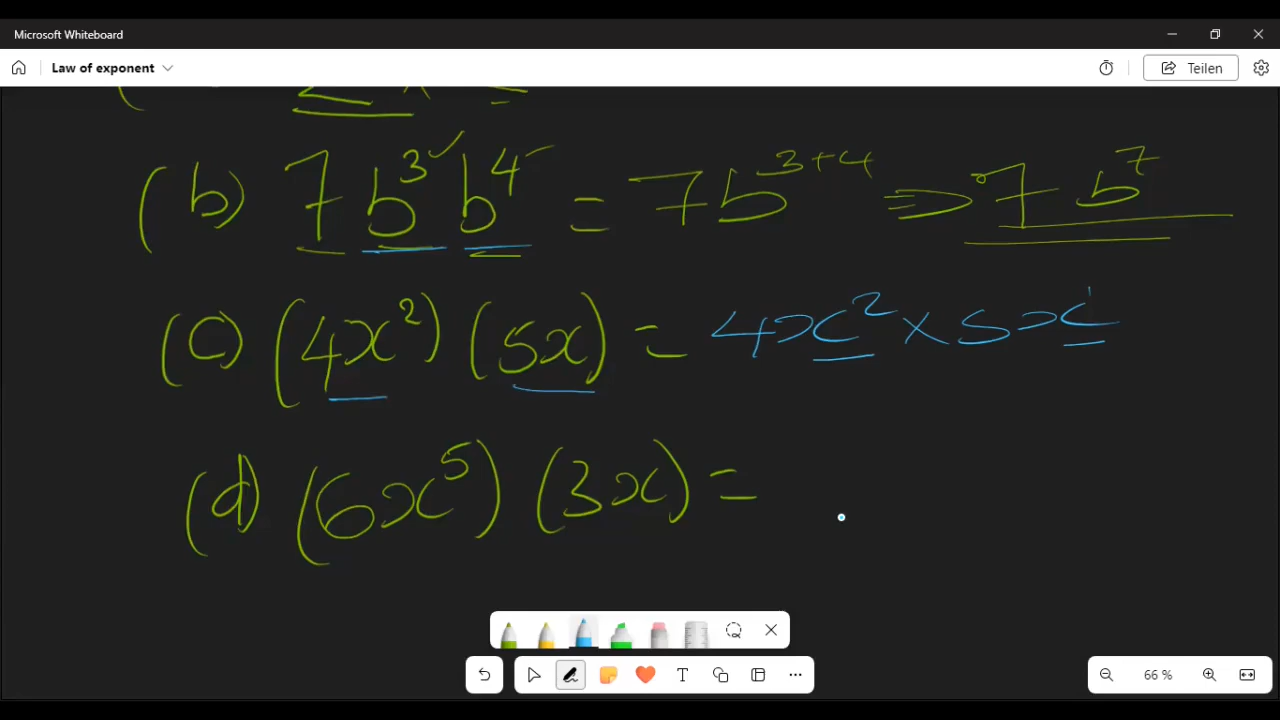 Microsoft Whiteboard
Law of exponent
Teilen
(b) 7b³b⁴ = 7b³⁺⁴ ⇒ 7b⁷
(c) (4x²)(5x) = 4x² × 5x¹
(d) (6x⁵)(3x) =
66 %